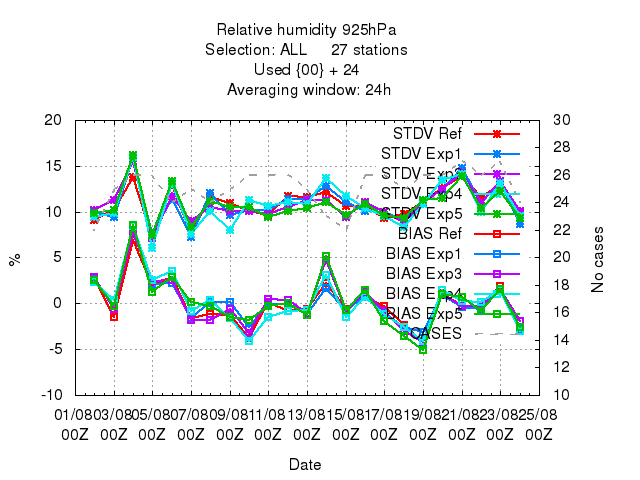 Relative humidity 925hPa
Selection: ALL 27 stations
Used {00} + 24
Averaging window: 24h
20
15
10
5
0
-5
-10
%
30
28
26
24
22
20
18
16
14
12
10
No cases
STDV Ref
STDV Exp1
STDV Exp3
STDV Exp4
STDV Exp5
BIAS Ref
BIAS Exp1
BIAS Exp3
BIAS Exp4
BIAS Exp5
CASES
01/08 03/08 05/08 07/08 09/08 11/08 13/08 15/08 17/08 19/08 21/08 23/08 25/08
00Z 00Z 00Z 00Z 00Z 00Z 00Z 00Z 00Z 00Z 00Z 00Z 00Z
Date